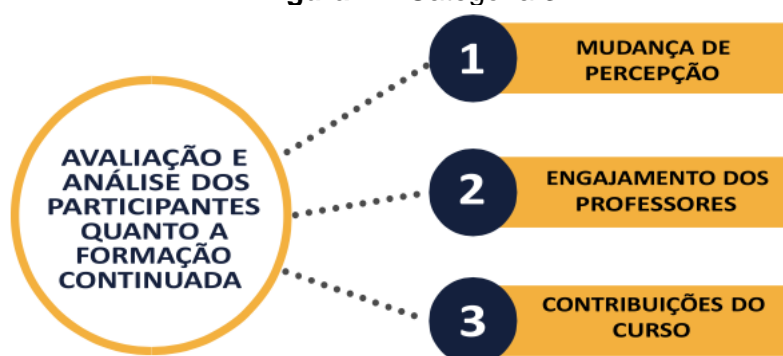 AVALIAÇÃO E
ANÁLISE DOS
PARTICIPANTES
QUANTO A
FORMAÇÃO
CONTINUADA
1
MUDANÇA DE
PERCEPÇÃO
2
ENGAJAMENTO DOS
PROFESSORES
3
CONTRIBUIÇÕES DO
CURSO